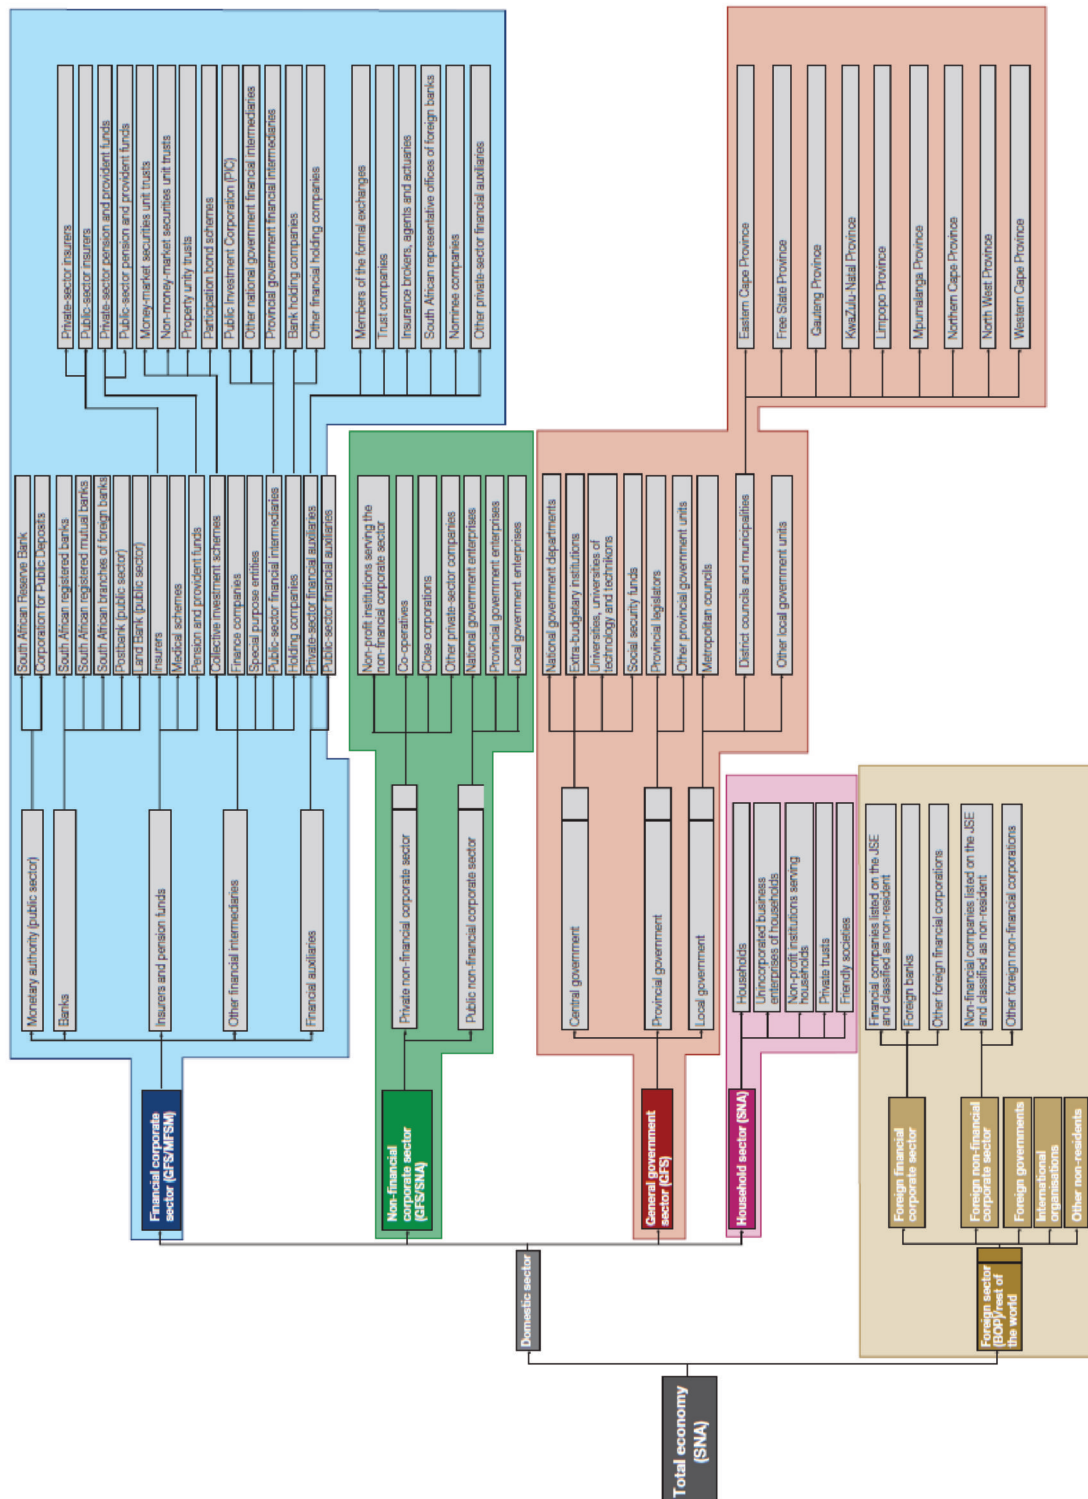 Total economy
(SNA)
Domestic sector
Foreign sector
(BOP)/rest of
the world
Financial corporate
sector (GFS/MFSM)
Non-financial
corporate sector
(GFS/SNA)
General government
sector (GFS)
Household sector (SNA)
Foreign financial
corporate sector
Foreign non-financial
corporate sector
Foreign governments
International
organisations
Other non-residents
Monetary authority (public sector)
Banks
Insurers and pension funds
Other financial intermediaries
Financial auxiliaries
Private non-financial corporate sector
Public non-financial corporate sector
Central government
Provincial government
Local government
Households
Unincorporated business
enterprises of households
Non-profit institutions serving
households
Private trusts
Friendly societies
Financial companies listed on the JSE
and classified as non-resident
Foreign banks
Other foreign financial corporations
Non-financial companies listed on the JSE
and classified as non-resident
Other foreign non-financial corporations
South African Reserve Bank
Corporation for Public Deposits
South African registered banks
South African registered mutual banks
South African branches of foreign banks
Postbank (public sector)
Land Bank (public sector)
Insurers
Medical schemes
Pension and provident funds
Collective investment schemes
Finance companies
Special purpose entities
Public-sector financial intermediaries
Holding companies
Private-sector financial auxiliaries
Public-sector financial auxiliaries
Non-profit institutions serving the
non-financial corporate sector
Co-operatives
Close corporations
Other private-sector companies
National government enterprises
Provincial government enterprises
Local government enterprises
National government departments
Extra-budgetary institutions
Universities, universities of
technology and technikons
Social security funds
Provincial legislators
Other provincial government units
Metropolitan councils
District councils and municipalities
Other local government units
Private-sector insurers
Public-sector insurers
Private-sector pension and provident funds
Public-sector pension and provident funds
Money-market securities unit trusts
Non-money-market securities unit trusts
Property unity trusts
Participation bond schemes
Public Investment Corporation (PIC)
Other national government financial intermediaries
Provincial government financial intermediaries
Bank holding companies
Other financial holding companies
Members of the formal exchanges
Trust companies
Insurance brokers, agents and actuaries
South African representative offices of foreign banks
Nominee companies
Other private-sector financial auxiliaries
Eastern Cape Province
Free State Province
Gauteng Province
KwaZulu-Natal Province
Limpopo Province
Mpumalanga Province
Northern Cape Province
North West Province
Western Cape Province